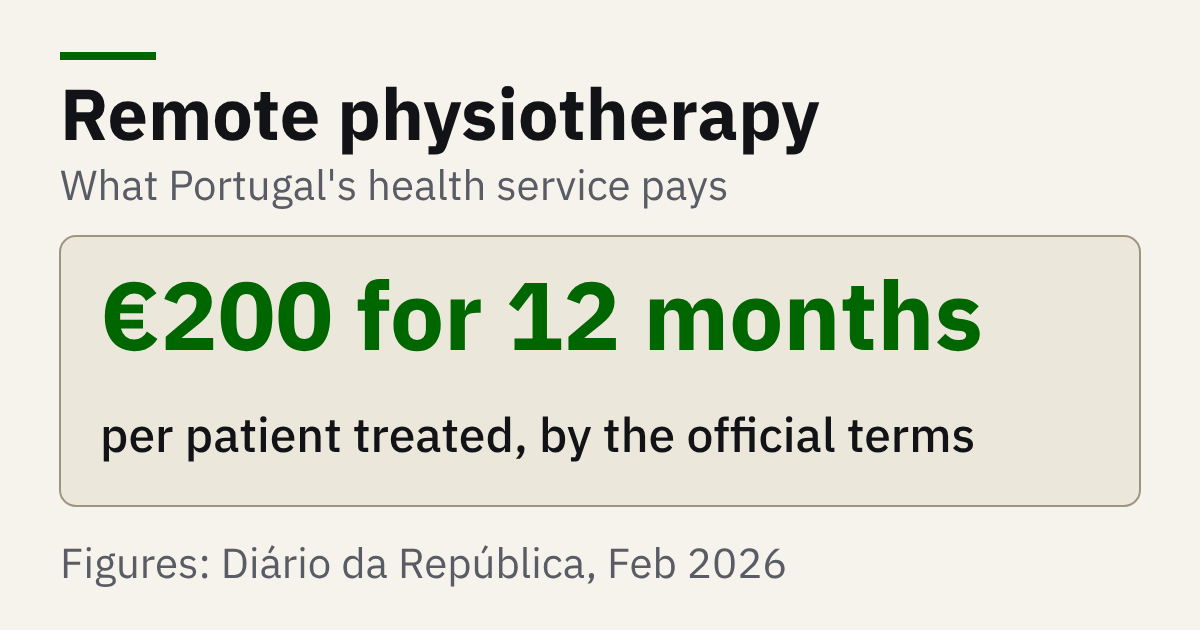 Remote physiotherapy
What Portugal's health service pays
€200 for 12 months
per patient treated, by the official terms
Figures: Diário da República, Feb 2026